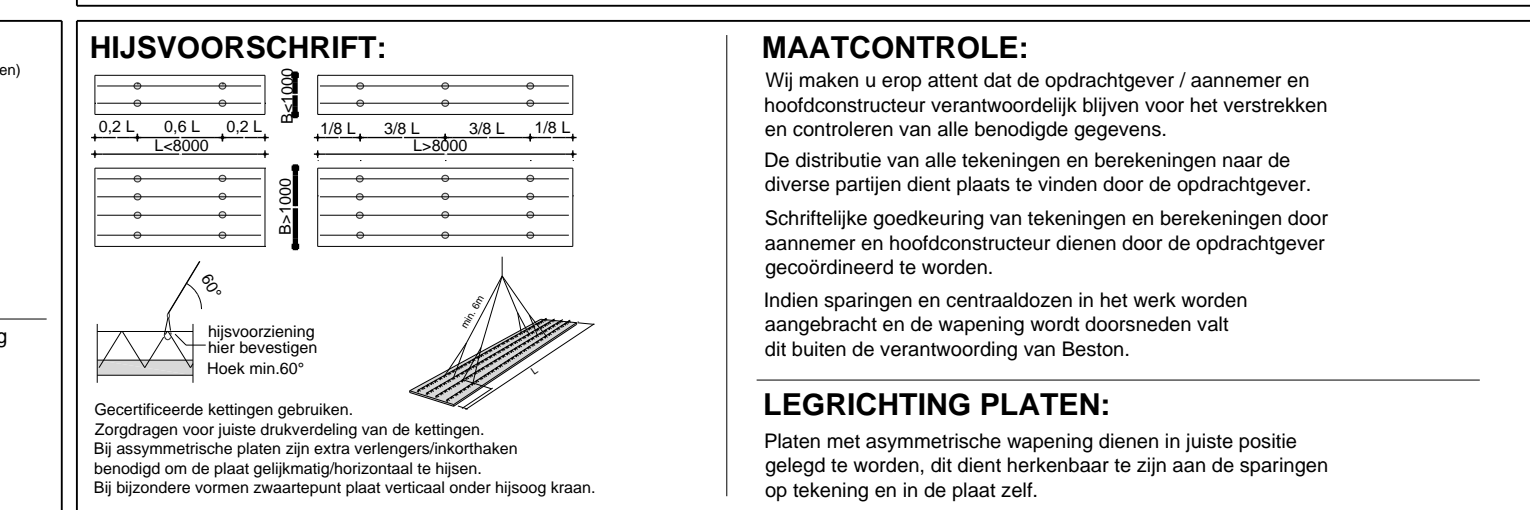 en)
g
HIJSVOORSCHRIFT:
B<1000
0,2 L 0,6 L 0,2 L
L<8000
1/8 L 3/8 L 3/8 L 1/8 L
L>8000
B>1000
60°
hijsvoorziening
hier bevestigen
Hoek min.60°
min. 6m
L
Gecertificeerde kettingen gebruiken.
Zorgdragen voor juiste drukverdeling van de kettingen.
Bij assymmetrische platen zijn extra verlengers/inkorthaken
benodigd om de plaat gelijkmatig/horizontaal te hijsen.
Bij bijzondere vormen zwaartepunt plaat verticaal onder hijsoog kraan.
MAATCONTROLE:
Wij maken u erop attent dat de opdrachtgever / aannemer en
hoofdconstructeur verantwoordelijk blijven voor het verstrekken
en controleren van alle benodigde gegevens.
De distributie van alle tekeningen en berekeningen naar de
diverse partijen dient plaats te vinden door de opdrachtgever.
Schriftelijke goedkeuring van tekeningen en berekeningen door
aannemer en hoofdconstructeur dienen door de opdrachtgever
gecoördineerd te worden.
Indien sparingen en centraaldozen in het werk worden
aangebracht en de wapening wordt doorsneden valt
dit buiten de verantwoording van Beston.
LEGRICHTING PLATEN:
Platen met asymmetrische wapening dienen in juiste positie
gelegd te worden, dit dient herkenbaar te zijn aan de sparingen
op tekening en in de plaat zelf.